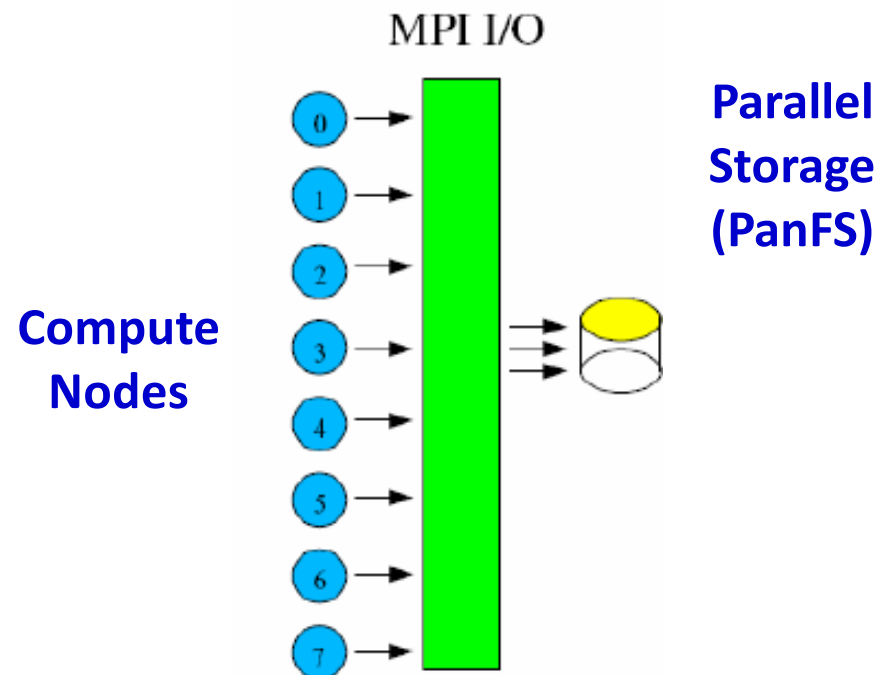 MPI I/O
Parallel
Storage
(PanFS)
Compute
Nodes
0
1
2
3
4
5
6
7